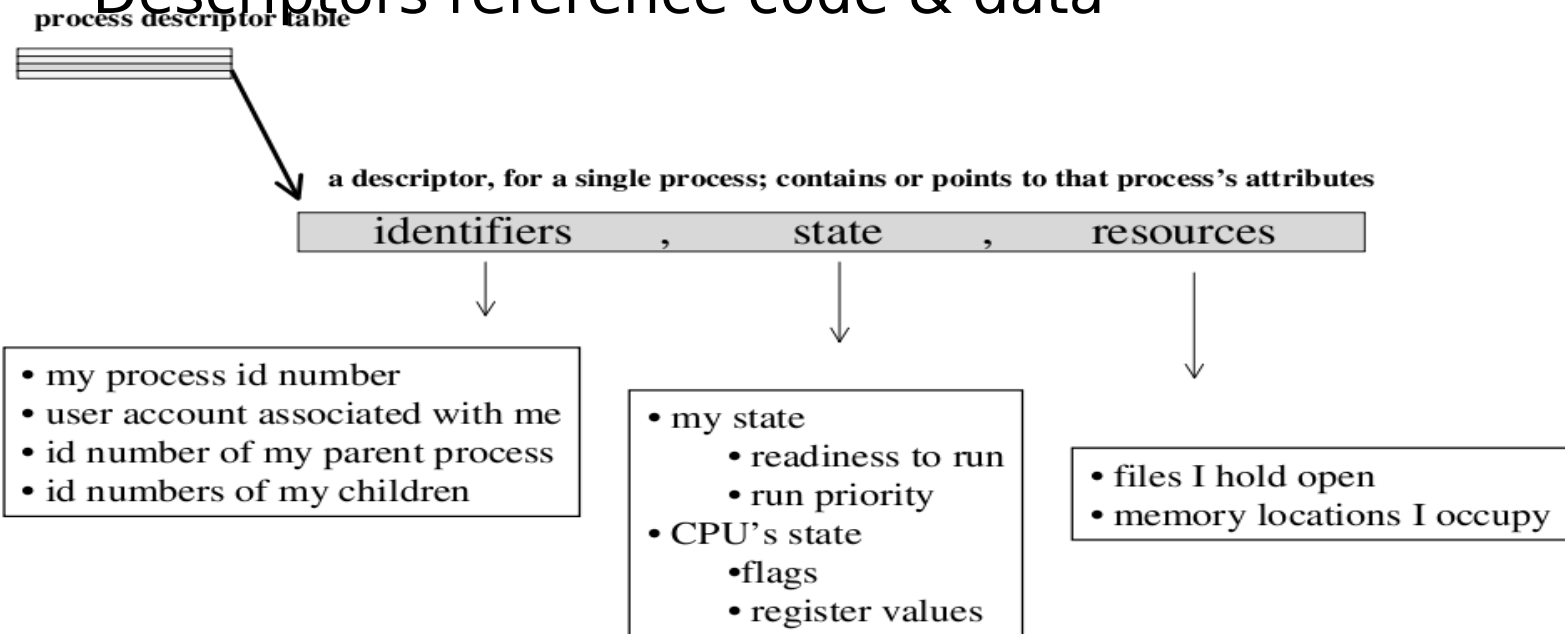 Descriptors reference code & data
process descriptor table
a descriptor, for a single process; contains or points to that process’s attributes
identifiers , state , resources
• my process id number
• user account associated with me
• id number of my parent process
• id numbers of my children
• my state
• readiness to run
• run priority
• CPU’s state
•flags
• register values
• files I hold open
• memory locations I occupy